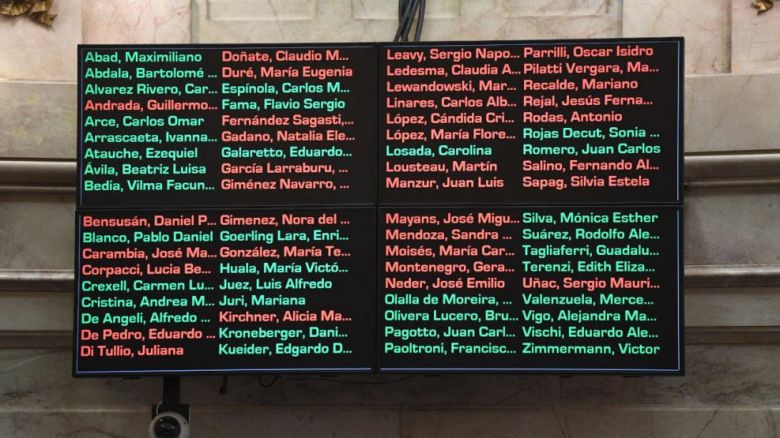 Abad, Maximiliano
Abdala, Bartolomé ...
Alvarez Rivero, Car...
Andrada, Guillermo...
Arce, Carlos Omar
Arrascaeta, Ivanna...
Atauche, Ezequiel
Ávila, Beatriz Luisa
Bedia, Vilma Facun...
Doñate, Claudio M...
Duré, María Eugenia
Espínola, Carlos M...
Fama, Flavio Sergio
Fernández Sagasti,...
Gadano, Natalia Ele...
Galaretto, Eduardo...
García Larraburu, ...
Giménez Navarro, ...
Leavy, Sergio Napo...
Ledesma, Claudia A...
Lewandowski, Mar...
Linares, Carlos Alb...
López, Cándida Cri...
López, María Flore...
Losada, Carolina
Lousteau, Martín
Manzur, Juan Luis
Parrilli, Oscar Isidro
Pilatti Vergara, Ma...
Recalde, Mariano
Rejal, Jesús Ferna...
Rodas, Antonio
Rojas Decut, Sonia ...
Romero, Juan Carlos
Salino, Fernando Al...
Sapag, Silvia Estela
Bensusán, Daniel P...
Blanco, Pablo Daniel
Carambia, José Ma...
Corpacci, Lucia Be...
Crexell, Carmen Lu...
Cristina, Andrea M...
De Angeli, Alfredo ...
De Pedro, Eduardo ...
Di Tullio, Juliana
Gimenez, Nora del ...
Goerling Lara, Enri...
González, María Te...
Huala, María Victó...
Juez, Luis Alfredo
Juri, Mariana
Kirchner, Alicia Ma...
Kroneberger, Dani...
Kueider, Edgardo D...
Mayans, José Migu...
Mendoza, Sandra ...
Moisés, María Car...
Montenegro, Gera...
Neder, José Emilio
Olalla de Moreira, ...
Olivera Lucero, Bru...
Pagotto, Juan Carl...
Paoltroni, Francisc...
Silva, Mónica Esther
Suárez, Rodolfo Ale...
Tagliaferri, Guadalu...
Terenzi, Edith Eliza...
Uñac, Sergio Mauri...
Valenzuela, Merce...
Vigo, Alejandra Ma...
Vischi, Eduardo Ale...
Zimmermann, Victor